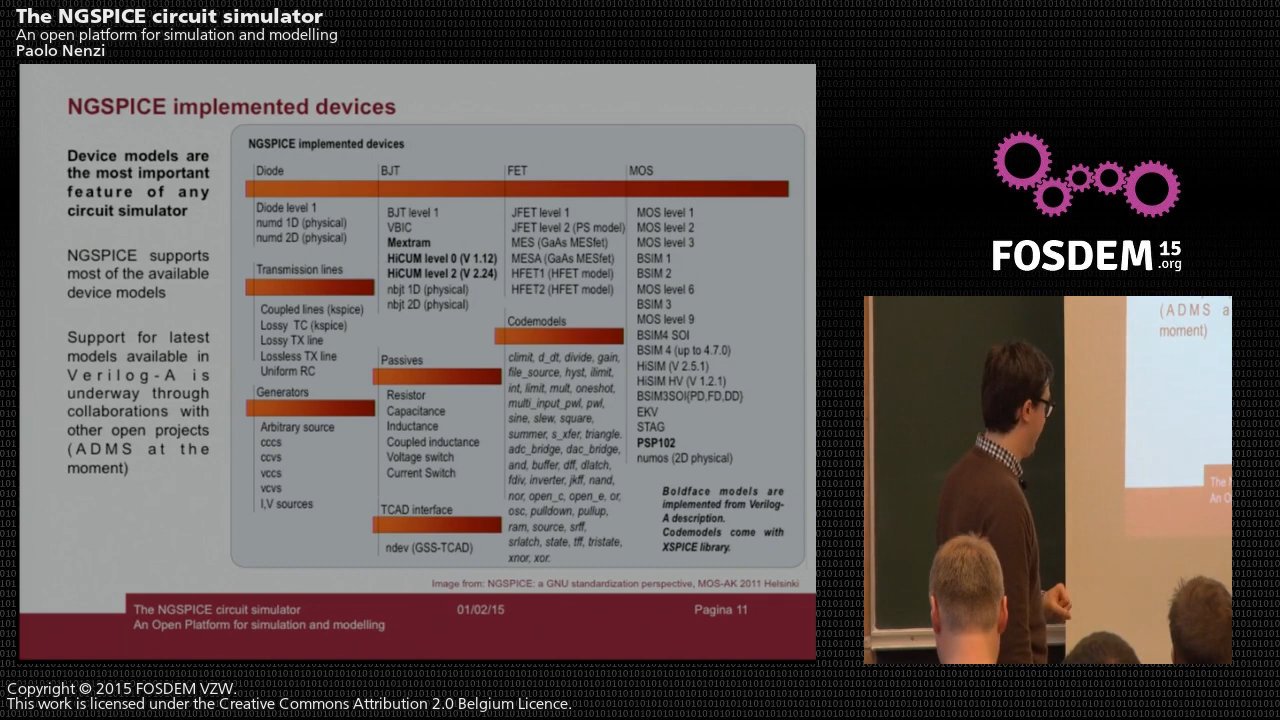 The NGSPICE circuit simulator
An open platform for simulation and modelling
Paolo Nenzi
NGSPICE implemented devices
Device models are
the most important
feature of any
circuit simulator
NGSPICE supports
most of the available
device models
Support for latest
models available in
Verilog-A is
underway through
collaborations with
other open projects
(ADMS at the
moment)
NGSPICE implemented devices
Diode
Diode level 1
numd 1D (physical)
numd 2D (physical)
Transmission lines
Coupled lines (kspice)
Lossy TC (kspice)
Lossy TX line
Lossless TX line
Uniform RC
Generators
Arbitrary source
cccs
ccvs
vccs
vcvs
I,V sources
BJT
BJT level 1
VBIC
Mextram
HiCUM level 0 (V 1.12)
HiCUM level 2 (V 2.24)
nbjt 1D (physical)
nbjt 2D (physical)
Passives
Resistor
Capacitance
Inductance
Coupled inductance
Voltage switch
Current Switch
TCAD interface
ndev (GSS-TCAD)
FET
JFET level 1
JFET level 2 (PS model)
MES (GaAs MESfet)
MESA (GaAs MESfet)
HFET1 (HFET model)
HFET2 (HFET model)
Codemodels
climit, d_dt, divide, gain,
file_source, hyst, ilimit,
int, limit, mult, oneshot,
multi_input_pwl, pwl,
sine, slew, square,
summer, s_xfer, triangle.
adc_bridge, dac_bridge,
and, buffer, dff, dlatch,
fdiv, inverter, jkff, nand,
nor, open_c, open_e, or,
osc, pulldown, pullup,
ram, source, srff,
srlatch, state, tff, tristate,
xnor, xor.
MOS
MOS level 1
MOS level 2
MOS level 3
BSIM 1
BSIM 2
MOS level 6
BSIM 3
MOS level 9
BSIM4 SOI
BSIM 4 (up to 4.7.0)
HiSIM (V 2.5.1)
HiSIM HV (V 1.2.1)
BSIM3SOI(PD,FD,DD)
EKV
STAG
PSP102
numos (2D physical)
Boldface models are
implemented from Verilog-
A description.
Codemodels come with
XSPICE library.
Image from: NGSPICE: a GNU standardization perspective, MOS-AK 2011 Helsinki
The NGSPICE circuit simulator 01/02/15 Pagina 11
An Open Platform for simulation and modelling
FOSDEM 15
.org
(ADMS a
moment)
The N
An O
Copyright © 2015 FOSDEM VZW.
This work is licensed under the Creative Commons Attribution 2.0 Belgium Licence.